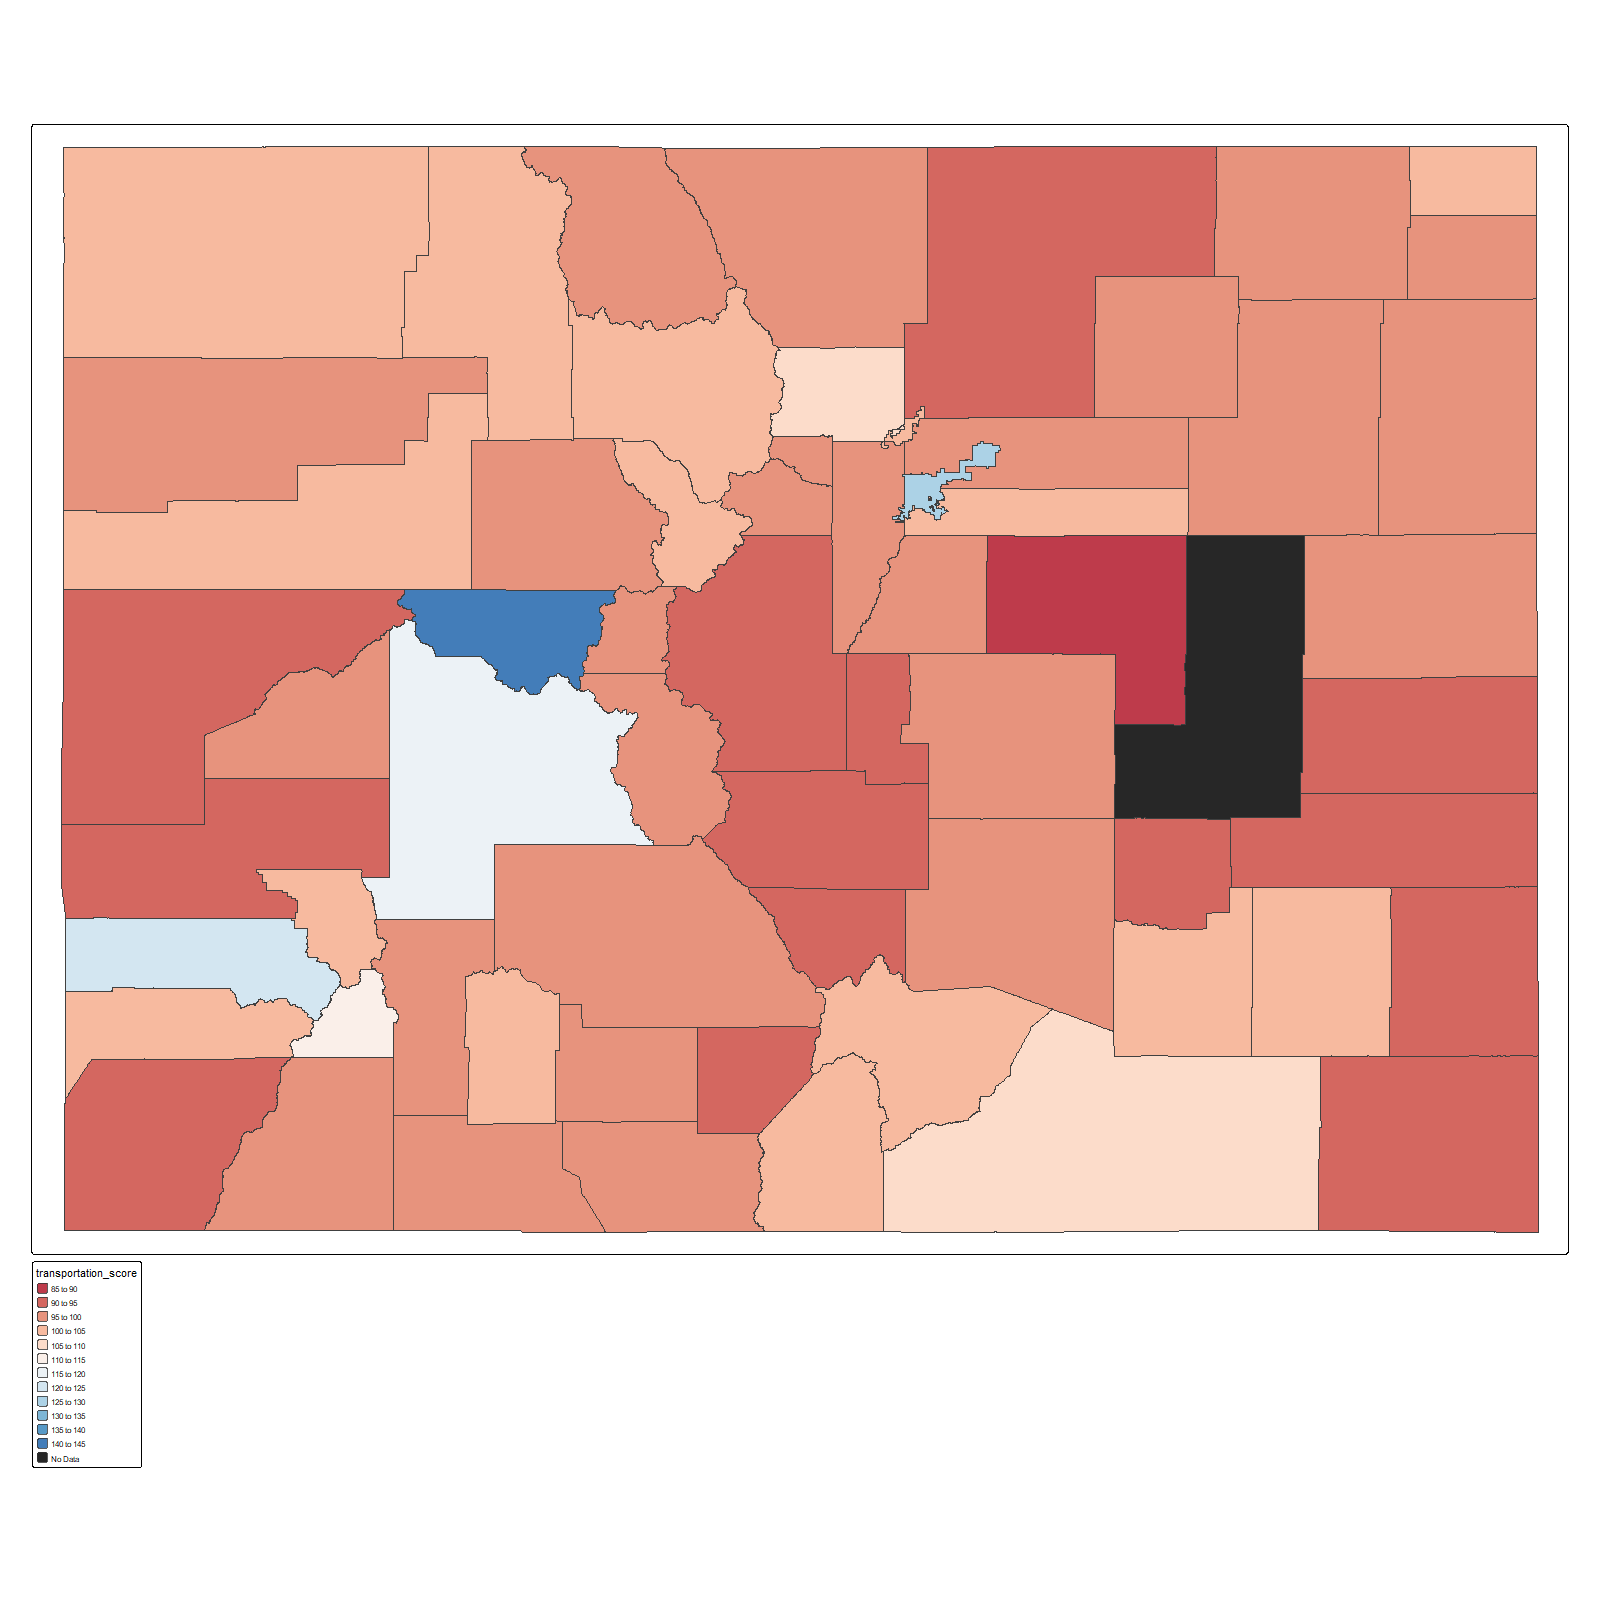 transportation_score
85 to 90
90 to 95
95 to 100
100 to 105
105 to 110
110 to 115
115 to 120
120 to 125
125 to 130
130 to 135
135 to 140
140 to 145
No Data